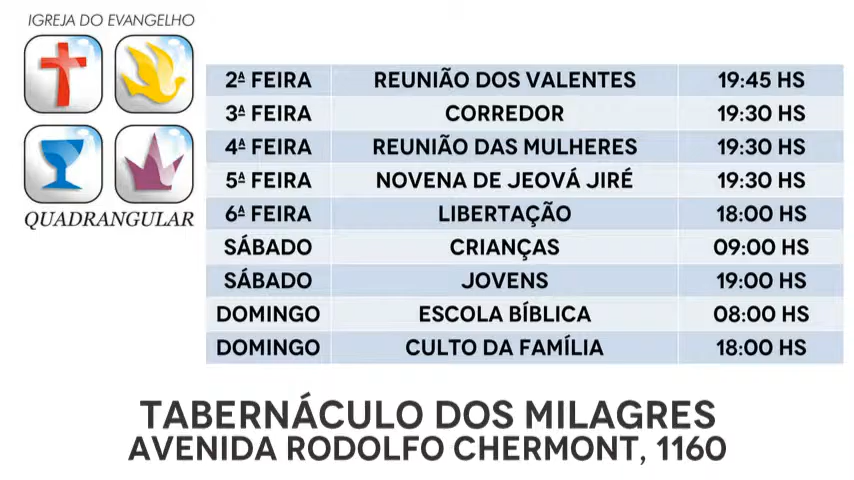 IGREJA DO EVANGELHO
QUADRANGULAR
2ª FEIRA REUNIÃO DOS VALENTES 19:45 HS
3ª FEIRA CORREDOR 19:30 HS
4ª FEIRA REUNIÃO DAS MULHERES 19:30 HS
5ª FEIRA NOVENA DE JEOVÁ JIRÉ 19:30 HS
6ª FEIRA LIBERTAÇÃO 18:00 HS
SÁBADO CRIANÇAS 09:00 HS
SÁBADO JOVENS 19:00 HS
DOMINGO ESCOLA BÍBLICA 08:00 HS
DOMINGO CULTO DA FAMÍLIA 18:00 HS
TABERNÁCULO DOS MILAGRES
AVENIDA RODOLFO CHERMONT, 1160